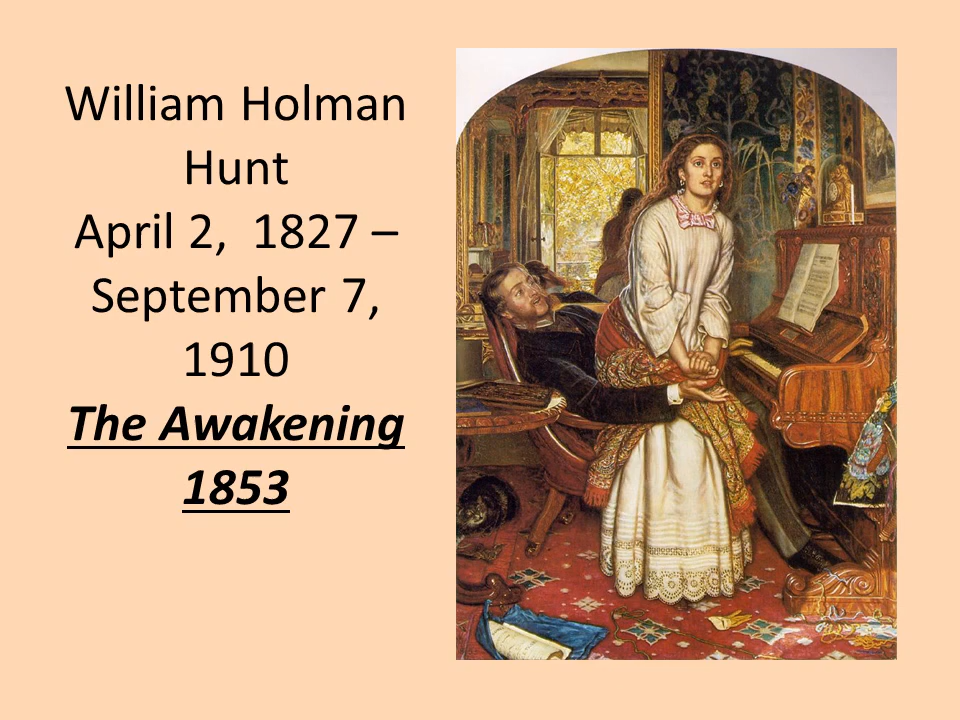 William Holman
Hunt
April 2,  1827 –
September 7,
1910
The Awakening
1853